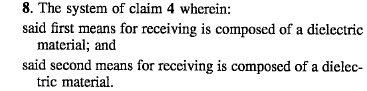 8. The system of claim 4 wherein:
said first means for receiving is composed of a dielectric
material; and
said second means for receiving is composed of a dielec-
tric material.